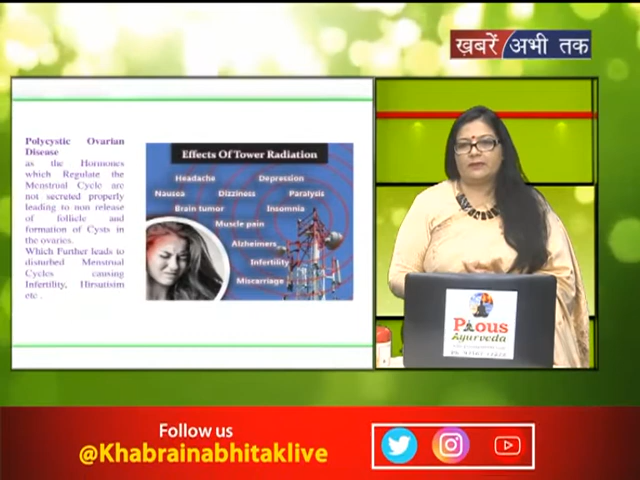 ख़बरें अभी तक
Polycystic Ovarian
Disease
as the Hormones
which Regulate the
Menstrual Cycle are
not secreted properly
leading to non release
of follicle and
formation of Cysts in
the ovaries.
Which Further leads to
disturbed Menstrual
Cycles causing
Infertility, Hirsutisim
etc .
Effects Of Tower Radiation
Headache Depression
Nausea Dizziness Paralysis
Brain tumor Insomnia
Muscle pain
Alzheimers
Infertility
Miscarriage
Pious
Ayurveda
Follow us
@Khabrainabhitaklive